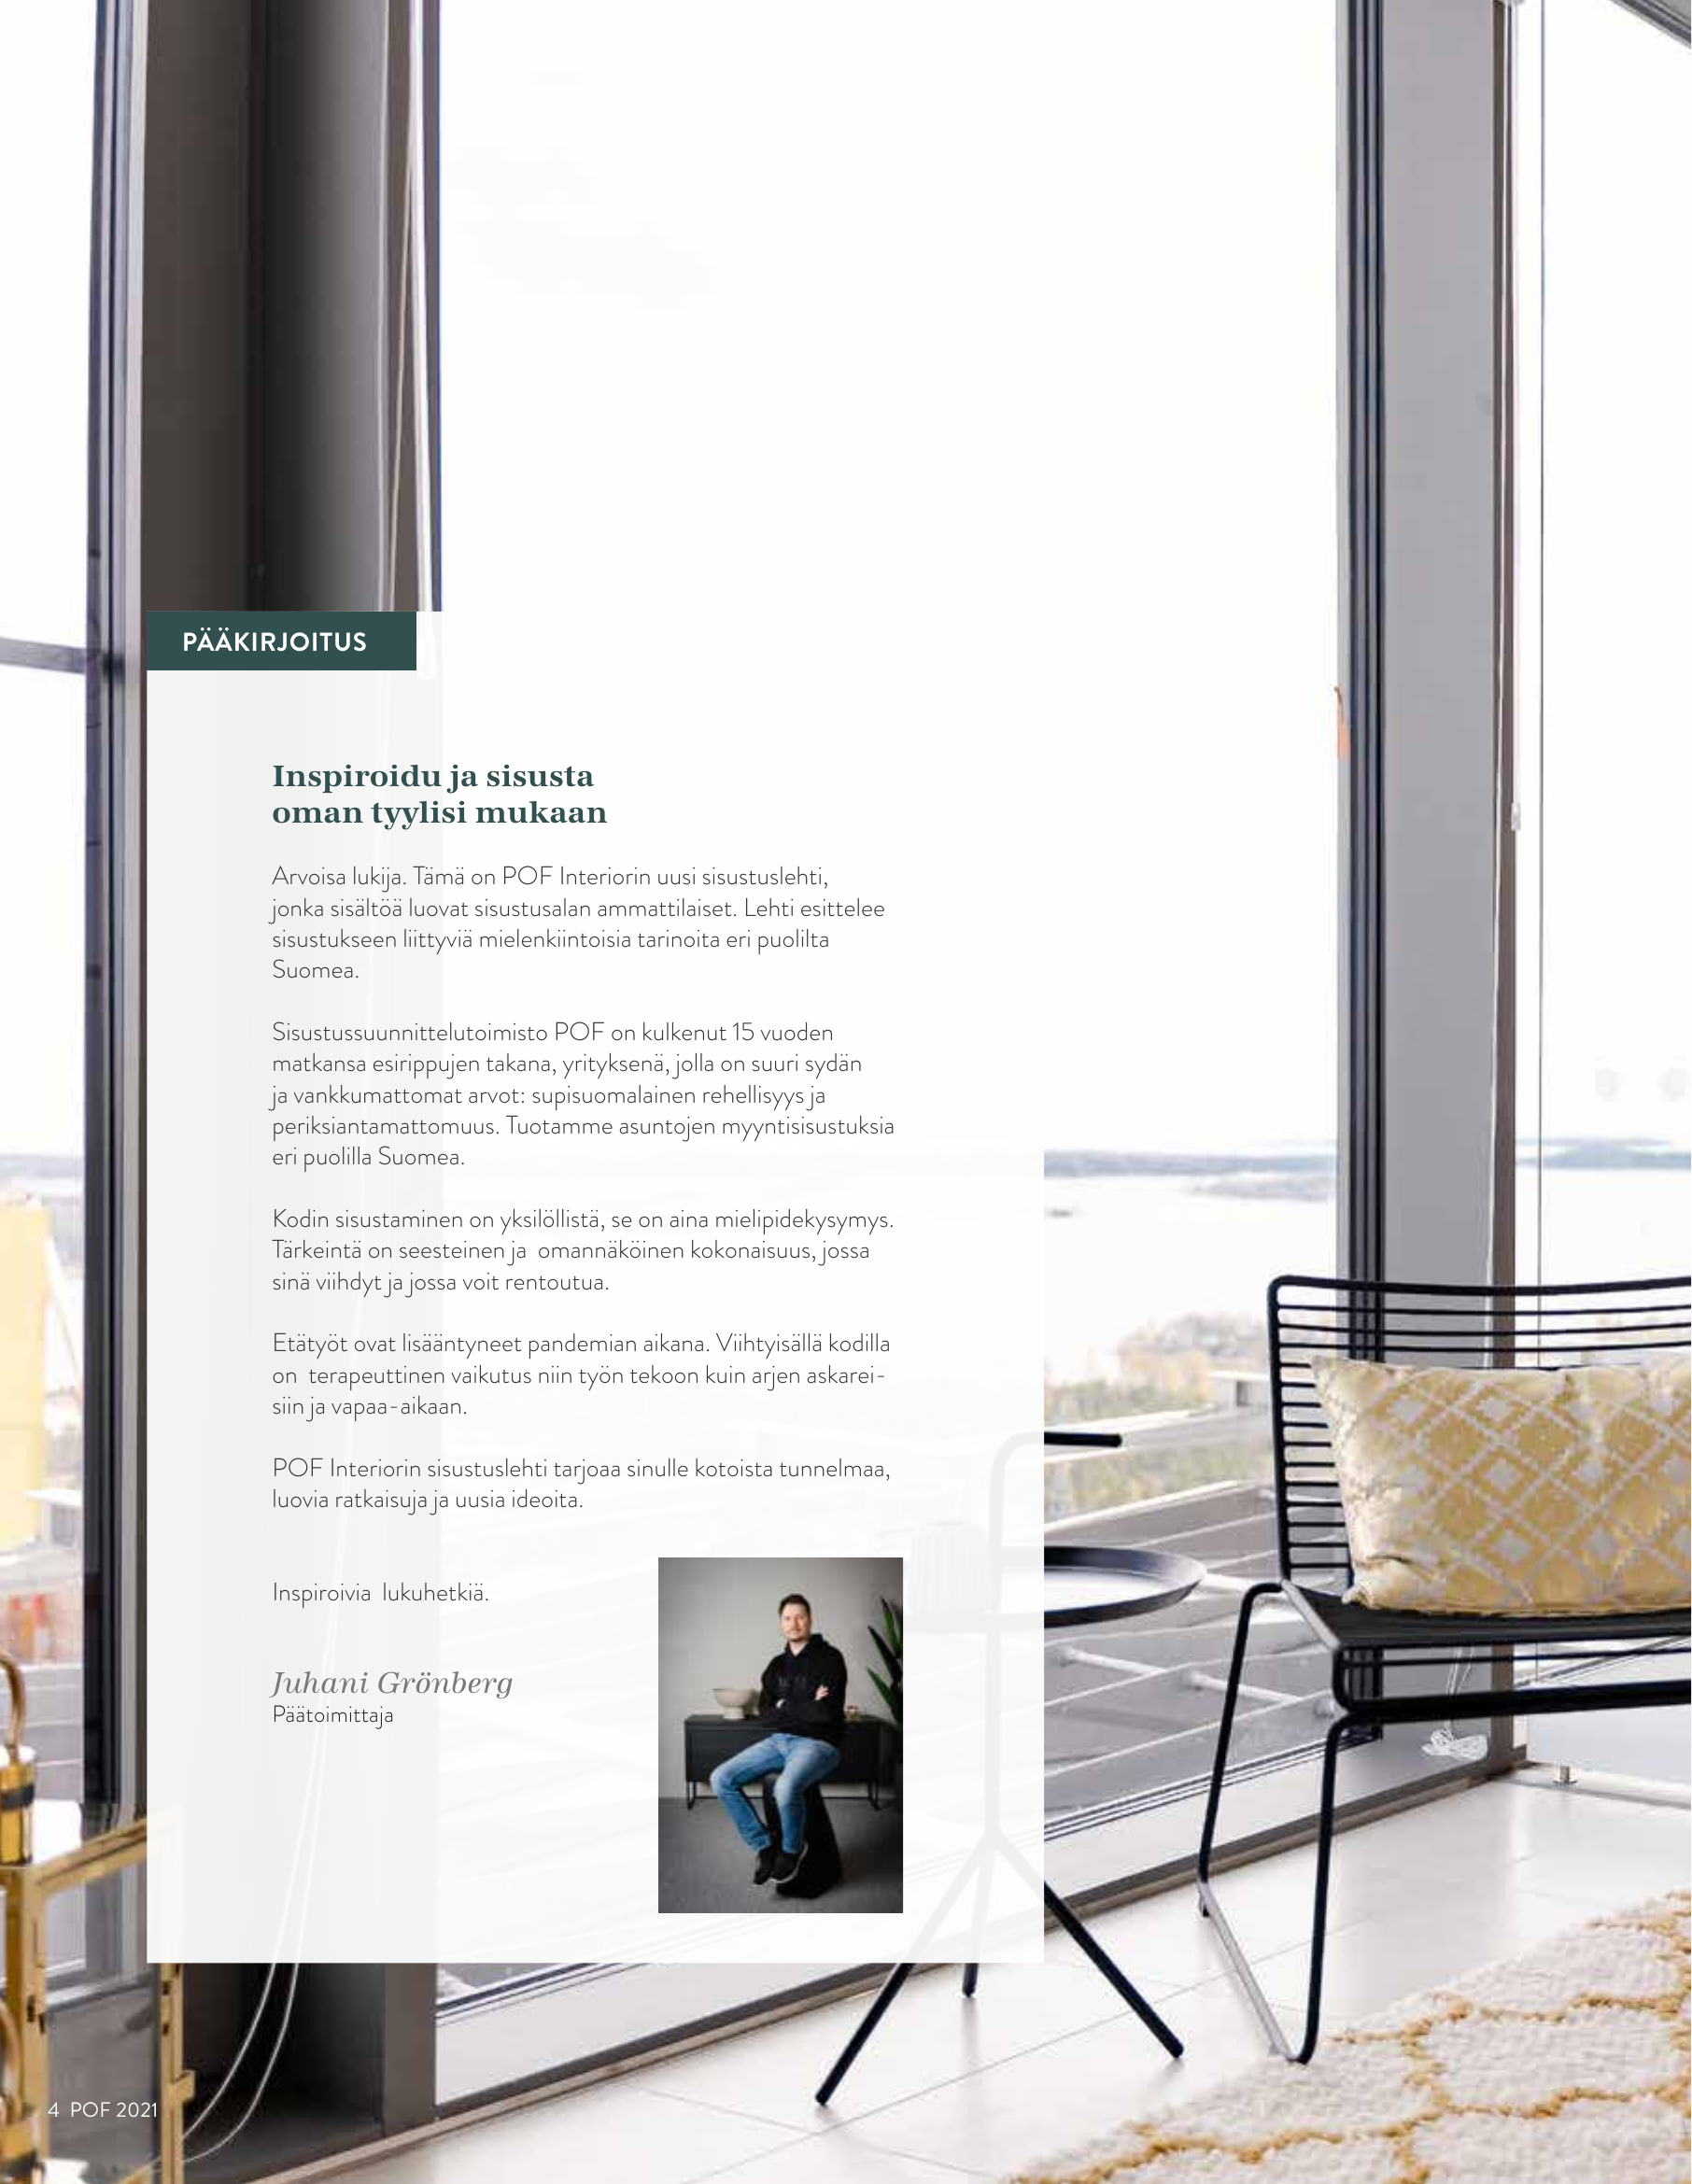 PÄÄKIRJOITUS
Inspiroidu ja sisusta
oman tyylisi mukaan
Arvoisa lukija. Tämä on POF Interiorin uusi sisustuslehti,
jonka sisältöä luovat sisustusalan ammattilaiset. Lehti esittelee
sisustukseen liittyviä mielenkiintoisia tarinoita eri puolilta
Suomea.
Sisustussuunnittelutoimisto POF on kulkenut 15 vuoden
matkansa esirippujen takana, yrityksenä, jolla on suuri sydän
ja vankkumattomat arvot: supisuomalainen rehellisyys ja
periksiantamattomuus. Tuotamme asuntojen myyntisisustuksia
eri puolilla Suomea.
Kodin sisustaminen on yksilöllistä, se on aina mielipidekysymys.
Tärkeintä on seesteinen ja  omannäköinen kokonaisuus, jossa
sinä viihdyt ja jossa voit rentoutua.
Etätyöt ovat lisääntyneet pandemian aikana. Viihtyisällä kodilla
on  terapeuttinen vaikutus niin työn tekoon kuin arjen askarei-
siin ja vapaa-aikaan.
POF Interiorin sisustuslehti tarjoaa sinulle kotoista tunnelmaa,
luovia ratkaisuja ja uusia ideoita.
Inspiroivia  lukuhetkiä.
Juhani Grönberg
Päätoimittaja
4  POF 2021